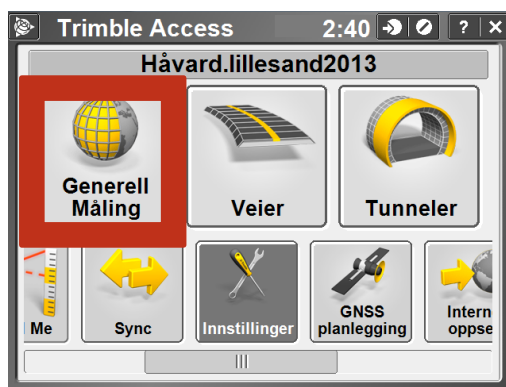 Trimble Access 2:40 ? X
Håvard.lillesand2013
Generell
Måling
Veier
Tunneler
Me
Sync
Innstillinger
GNSS
planlegging
Intern
oppse